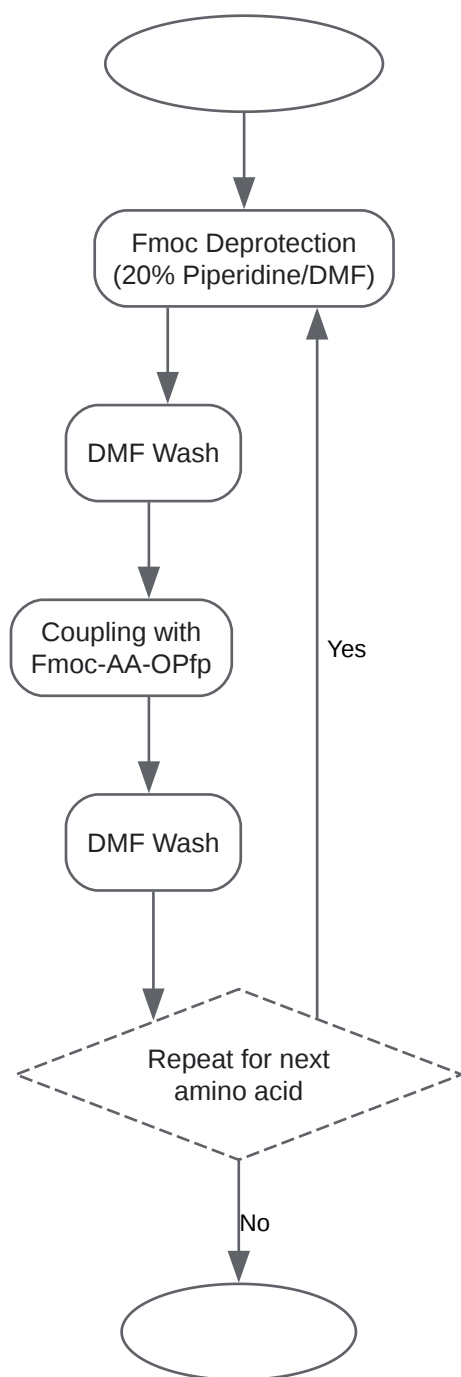 Fmoc Deprotection
(20% Piperidine/DMF)
DMF Wash
Coupling with
Fmoc-AA-OPfp
Yes
DMF Wash
Repeat for next
amino acid
No